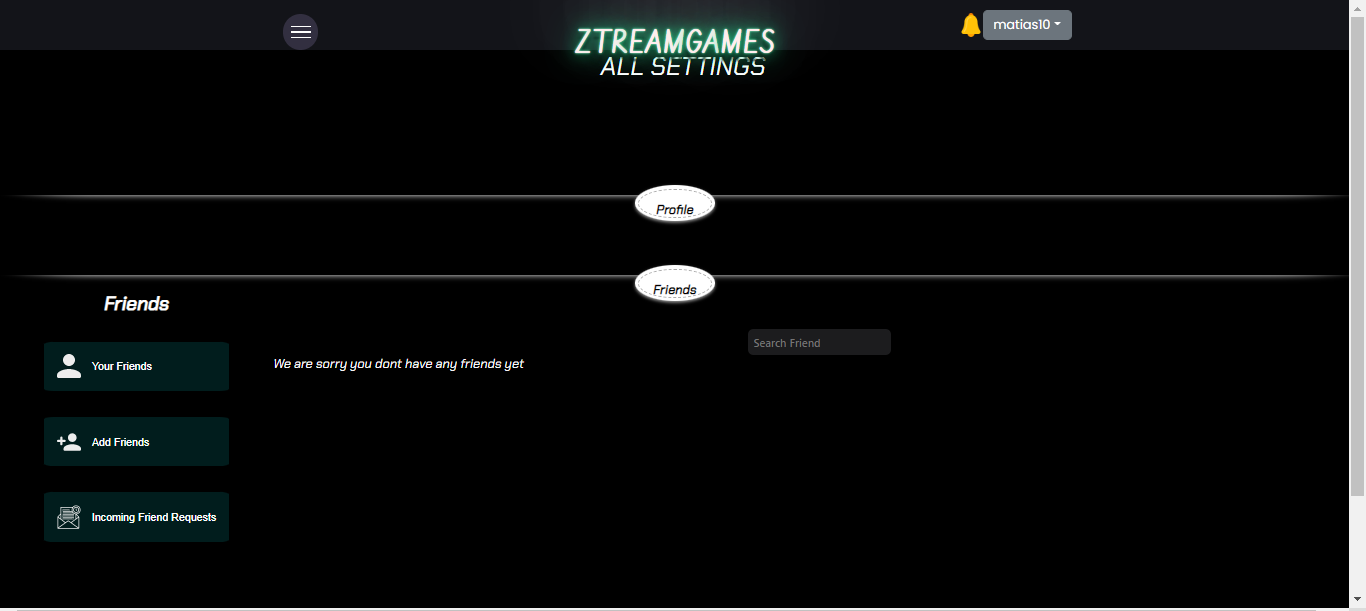 ZTREAMGAMES
matias10
ALL SETTINGS
Profile
Friends
Friends
Search Friend
Your Friends
We are sorry you dont have any friends yet
Add Friends
Incoming Friend Requests